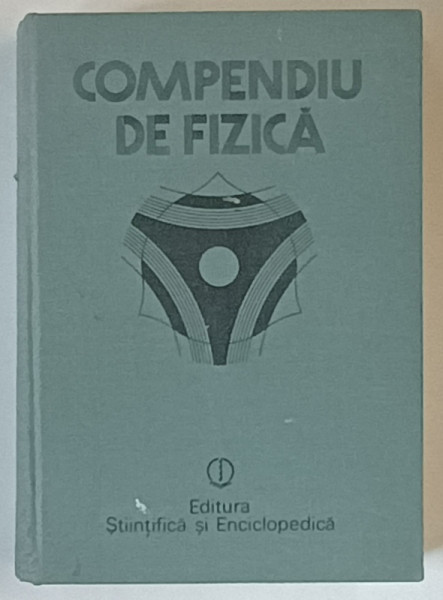 COMPENDIU
DE FIZICĂ
Editura
Științifică și Enciclopedică